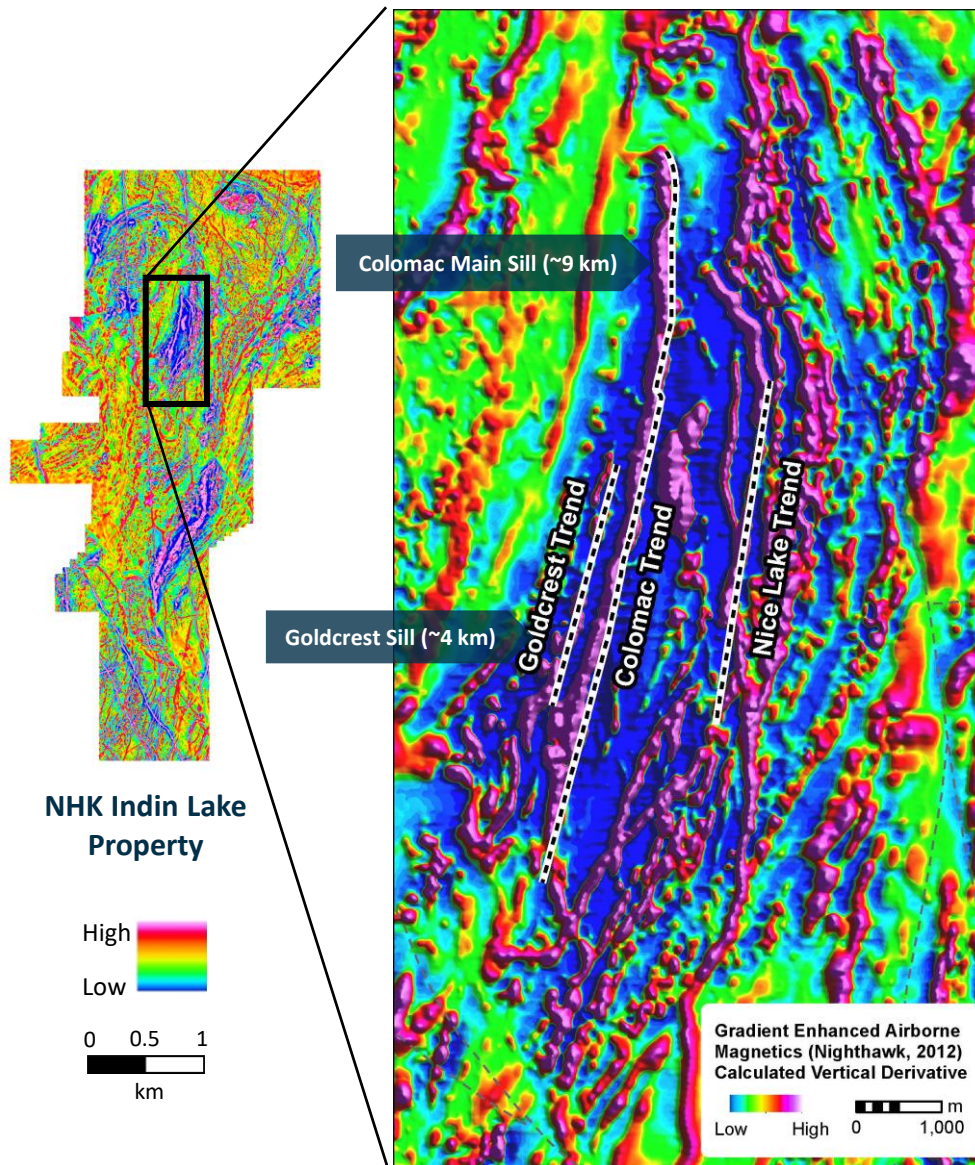 Colomac Main Sill (~9 km)
Goldcrest Trend
Colomac Trend
Nice Lake Trend
Goldcrest Sill (~4 km)
NHK Indin Lake
Property
High
Low
0 0.5 1
km
Gradient Enhanced Airborne
Magnetics (Nighthawk, 2012)
Calculated Vertical Derivative
m
Low High 0 1,000